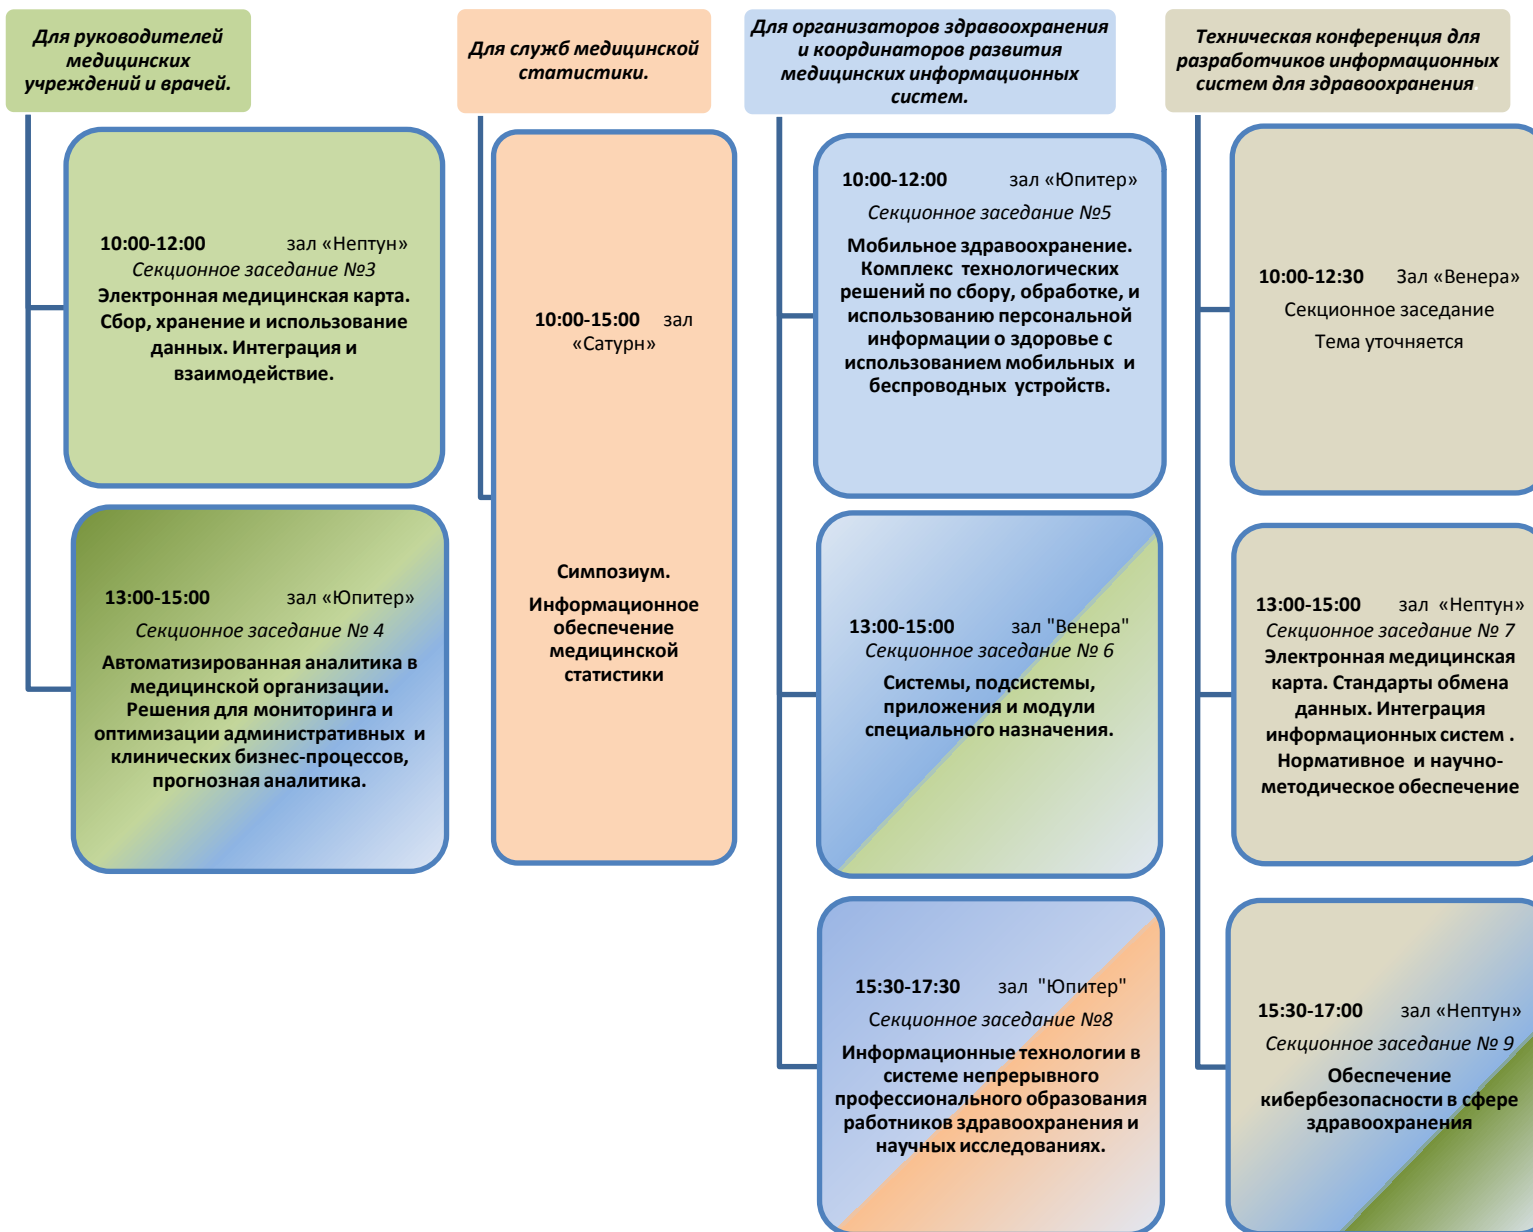 Для руководителей
медицинских
учреждений и врачей.
10:00-12:00 зал «Нептун»
Секционное заседание №3
Электронная медицинская карта.
Сбор, хранение и использование
данных. Интеграция и
взаимодействие.
13:00-15:00 зал «Юпитер»
Секционное заседание № 4
Автоматизированная аналитика в
медицинской организации.
Решения для мониторинга и
оптимизации административных и
клинических бизнес-процессов,
прогнозная аналитика.
Для служб медицинской
статистики.
10:00-15:00 зал
«Сатурн»
Симпозиум.
Информационное
обеспечение
медицинской
статистики
Для организаторов здравоохранения
и координаторов развития
медицинских информационных
систем.
10:00-12:00 зал «Юпитер»
Секционное заседание №5
Мобильное здравоохранение.
Комплекс технологических
решений по сбору, обработке, и
использованию персональной
информации о здоровье с
использованием мобильных и
беспроводных устройств.
13:00-15:00 зал "Венера"
Секционное заседание № 6
Системы, подсистемы,
приложения и модули
специального назначения.
15:30-17:30 зал "Юпитер"
Секционное заседание №8
Информационные технологии в
системе непрерывного
профессионального образования
работников здравоохранения и
научных исследованиях.
Техническая конференция для
разработчиков информационных
систем для здравоохранения.
10:00-12:30 Зал «Венера»
Секционное заседание
Тема уточняется
13:00-15:00 зал «Нептун»
Секционное заседание № 7
Электронная медицинская
карта. Стандарты обмена
данных. Интеграция
информационных систем .
Нормативное и научно-
методическое обеспечение
15:30-17:00 зал «Нептун»
Секционное заседание № 9
Обеспечение
кибербезопасности в сфере
здравоохранения